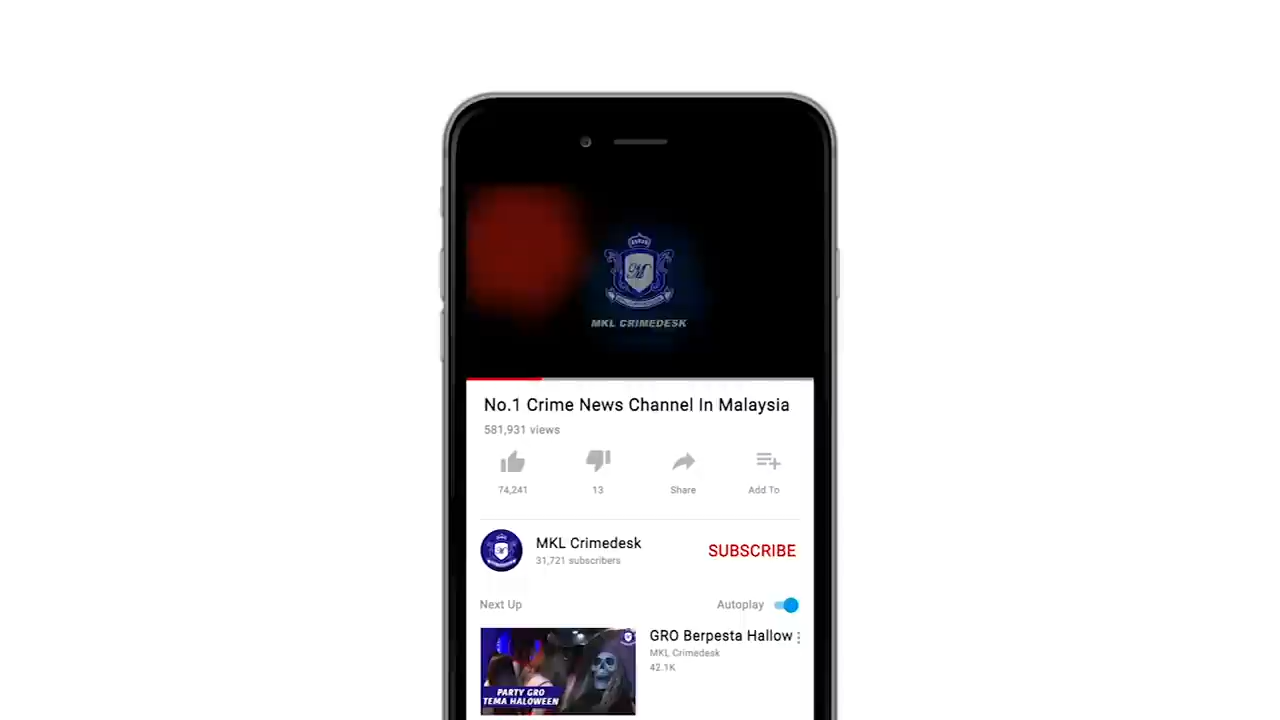 MKL CRIMEDESK
No.1 Crime News Channel In Malaysia
581,931 views
74,241
13
Share
Add To
MKL Crimedesk
31,721 subscribers
SUBSCRIBE
Next Up
Autoplay
GRO Berpesta Hallow
MKL Crimedesk
42.1K
PARTY GRO
TEMA HALOWEEN